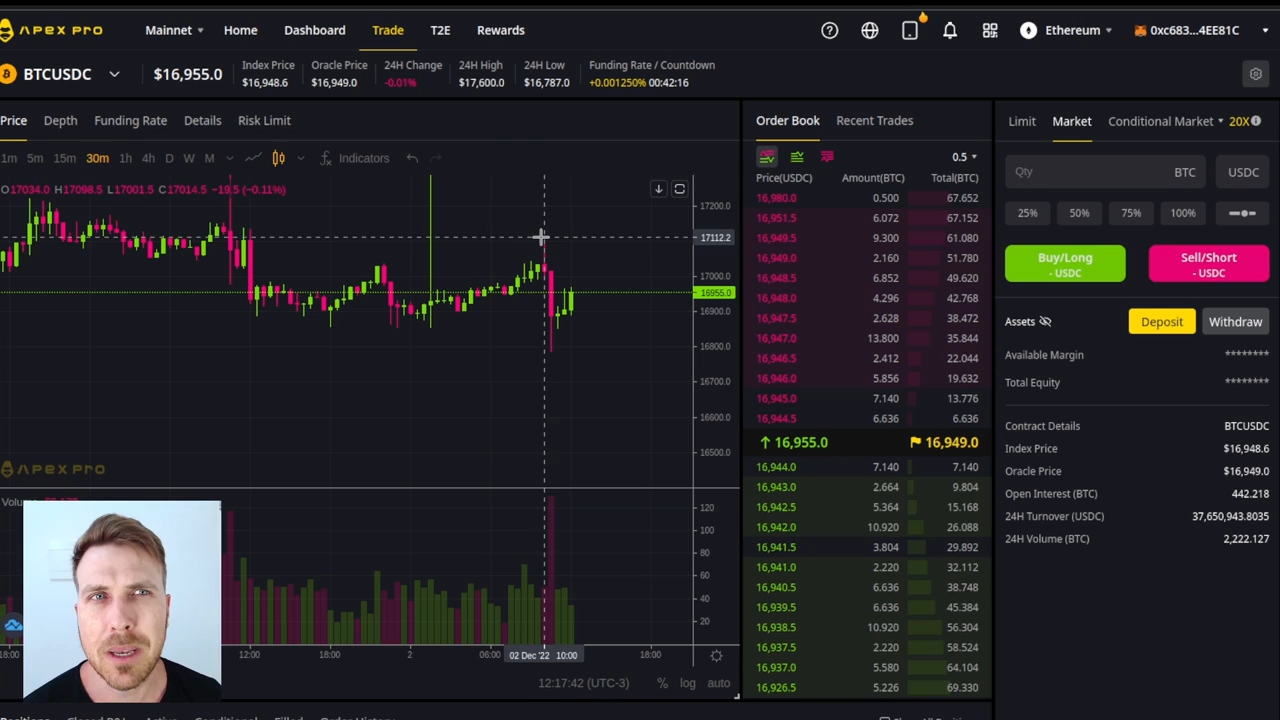 APEX PRO Mainnet Home Dashboard Trade T2E Rewards Ethereum 0xc683...4EE81C
BTCUSDC $16,955.0
Index Price Oracle Price 24H Change 24H High 24H Low Funding Rate / Countdown
$16,948.6 $16,949.0 -0.01% $17,600.0 $16,787.0 +0.001250% 00:42:16
Price Depth Funding Rate Details Risk Limit
1m 5m 15m 30m 1h 4h D W M Indicators
O17034.0 H17098.5 L17001.5 C17014.5 −19.5 (−0.11%)
17200.0
17112.2
17000.0
16955.0
16900.0
16800.0
16700.0
16600.0
16500.0
APEX PRO
120
100
80
60
40
20
18:00 12:00 18:00 2 06:00 02 Dec '22 10:00 18:00
12:17:42 (UTC-3) % log auto
Order Book Recent Trades
0.5
Price(USDC) Amount(BTC) Total(BTC)
16,980.0 0.500 67.652
16,951.5 6.072 67.152
16,949.5 9.300 61.080
16,949.0 2.160 51.780
16,948.5 6.852 49.620
16,948.0 4.296 42.768
16,947.5 2.628 38.472
16,947.0 13.800 35.844
16,946.5 2.412 22.044
16,946.0 5.856 19.632
16,945.0 7.140 13.776
16,944.5 6.636 6.636
16,955.0 16,949.0
16,944.0 7.140 7.140
16,943.0 2.664 9.804
16,942.5 5.364 15.168
16,942.0 10.920 26.088
16,941.5 3.804 29.892
16,941.0 2.220 32.112
16,940.5 6.636 38.748
16,939.5 6.636 45.384
16,938.5 10.920 56.304
16,937.5 2.220 58.524
16,937.0 5.580 64.104
16,926.5 5.226 69.330
Limit Market Conditional Market 20X
Qty BTC USDC
25% 50% 75% 100%
Buy/Long Sell/Short
- USDC - USDC
Assets Deposit Withdraw
Available Margin ********
Total Equity ********
Contract Details BTCUSDC
Index Price $16,948.6
Oracle Price $16,949.0
Open Interest (BTC) 442.218
24H Turnover (USDC) 37,650,943.8035
24H Volume (BTC) 2,222.127